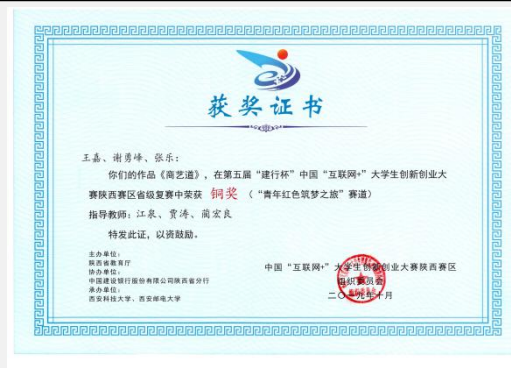 获奖证书
王嘉、谢勇峰、张乐：
你们的作品《商艺道》，在第五届“建行杯”中国“互联网+”大学生创新创业大
赛陕西赛区省级复赛中荣获 铜奖 （“青年红色筑梦之旅”赛道）
指导教师：江泉、贾涛、蔺宏良
特发此证，以资鼓励。
主办单位：
陕西省教育厅
协办单位：
中国建设银行股份有限公司陕西省分行
承办单位：
西安科技大学、西安邮电大学
中国“互联网+”大学生创新创业大赛陕西赛区
组织委员会
二〇一九年十月